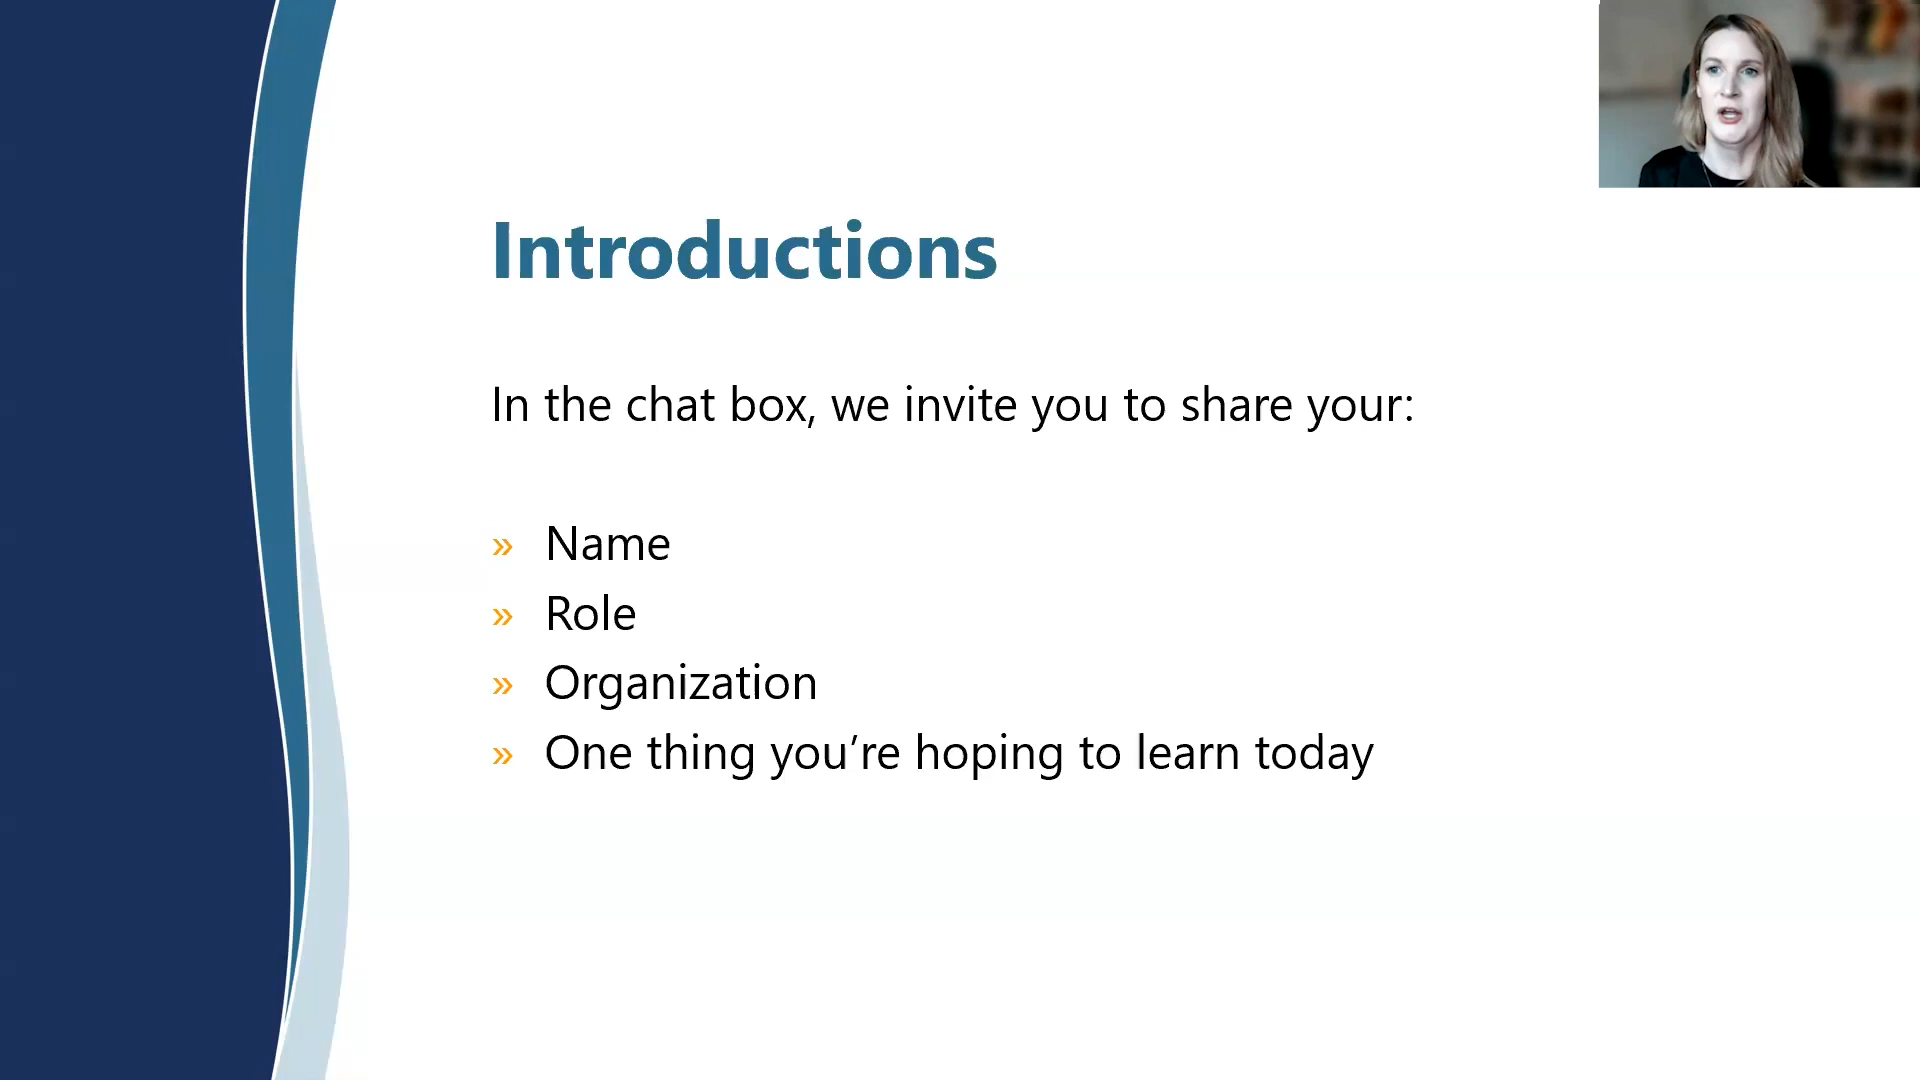 Introductions
In the chat box, we invite you to share your:
» Name
» Role
» Organization
» One thing you’re hoping to learn today